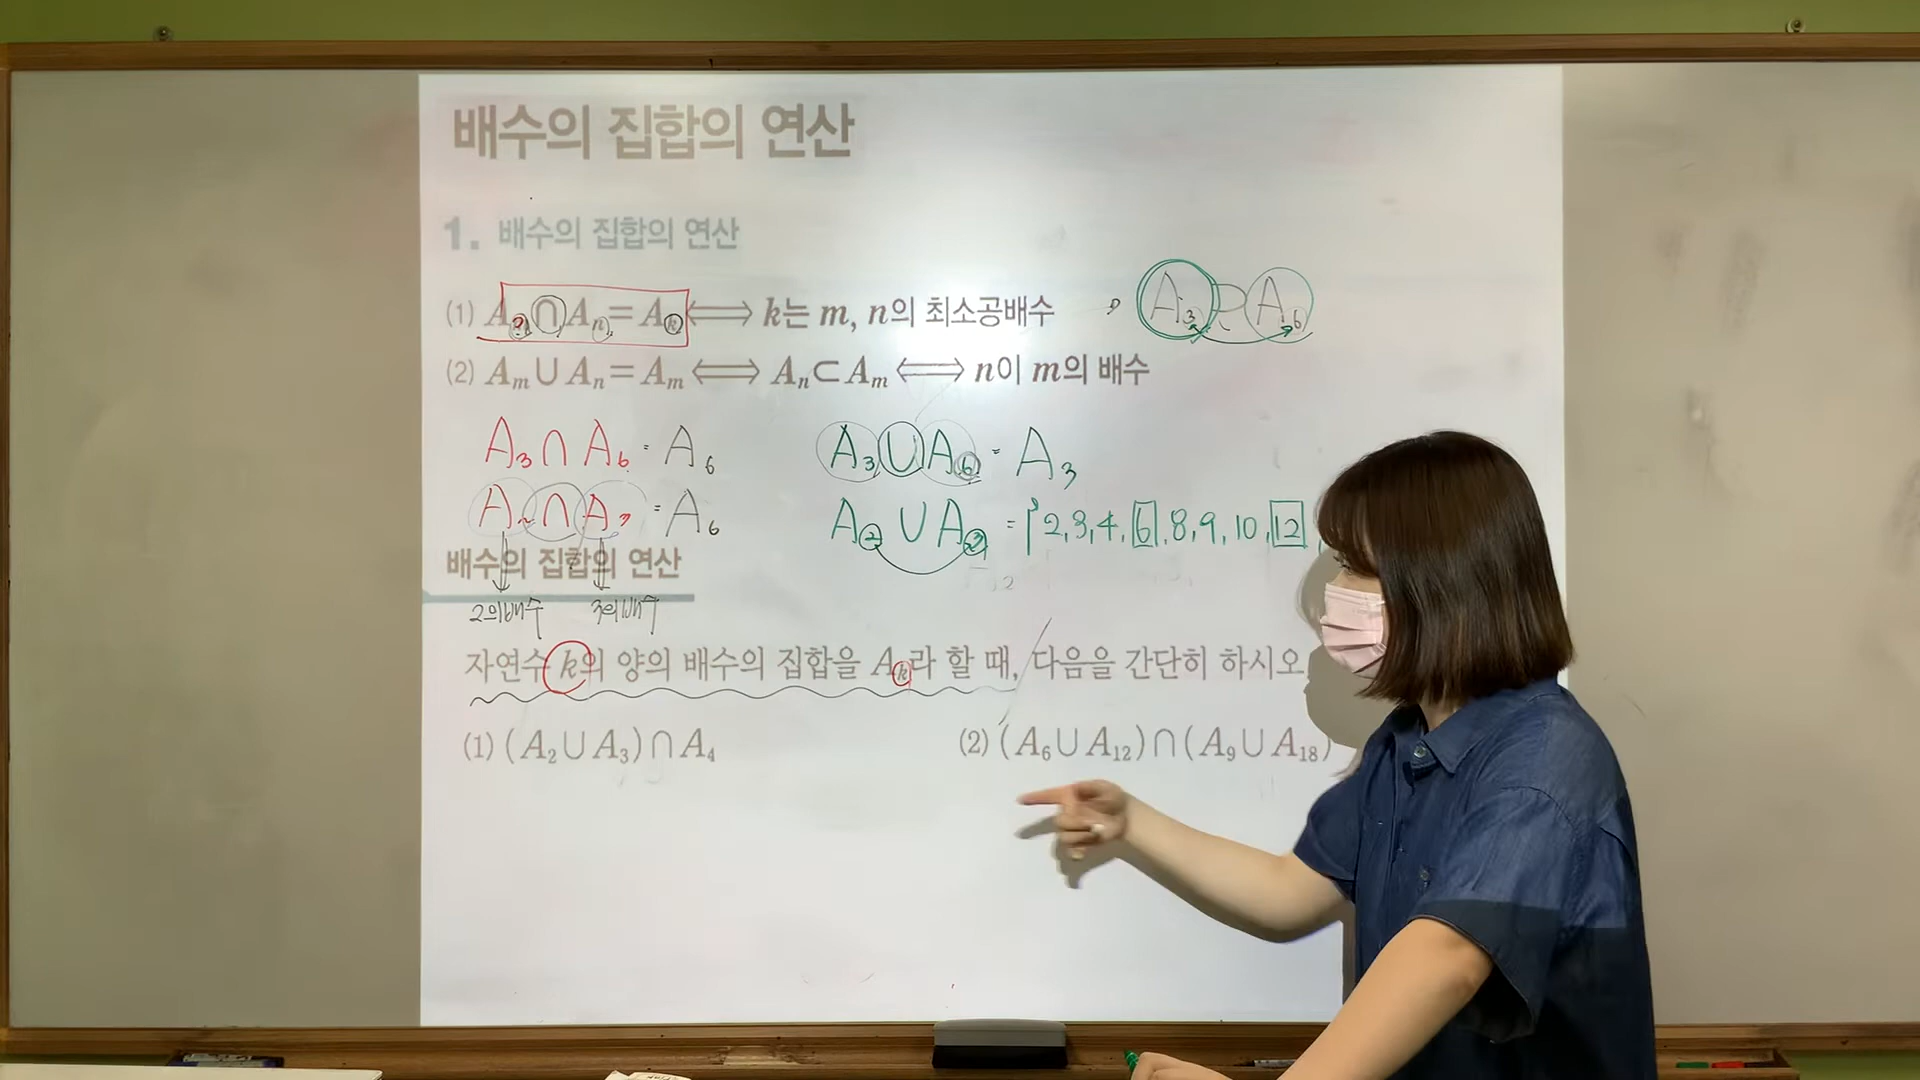 배수의 집합의 연산
1. 배수의 집합의 연산
(1) Aₘ∩Aₙ=Aₖ⟺k는 m, n의 최소공배수
A₃⊃A₆
(2) Aₘ∪Aₙ=Aₘ⟺Aₙ⊂Aₘ⟺n이 m의 배수
A₃∩A₆=A₆
A₃∪A₆=A₃
A₂∩A₃=A₆
A₂∪A₃={2,3,4,6,8,9,10,12,
배수의 집합의 연산
2의배수 3의배수
자연수 k의 양의 배수의 집합을 Aₖ라 할 때, 다음을 간단히 하시오
(1) (A₂∪A₃)∩A₄
(2) (A₆∪A₁₂)∩(A₉∪A₁₈)